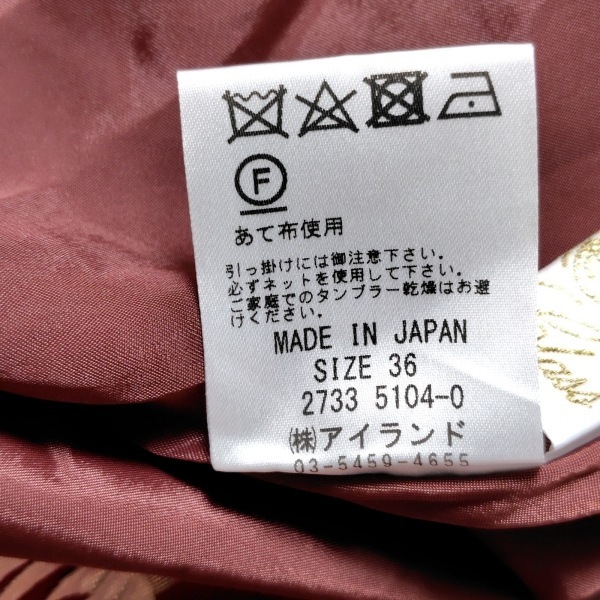 F
あて布使用
引っ掛けには御注意下さい。
必ずネットを使用して下さい。
ご家庭でのタンブラー乾燥はお避
けください。
MADE IN JAPAN
SIZE 36
2733 5104-0
㈱アイランド
03-5459-4655